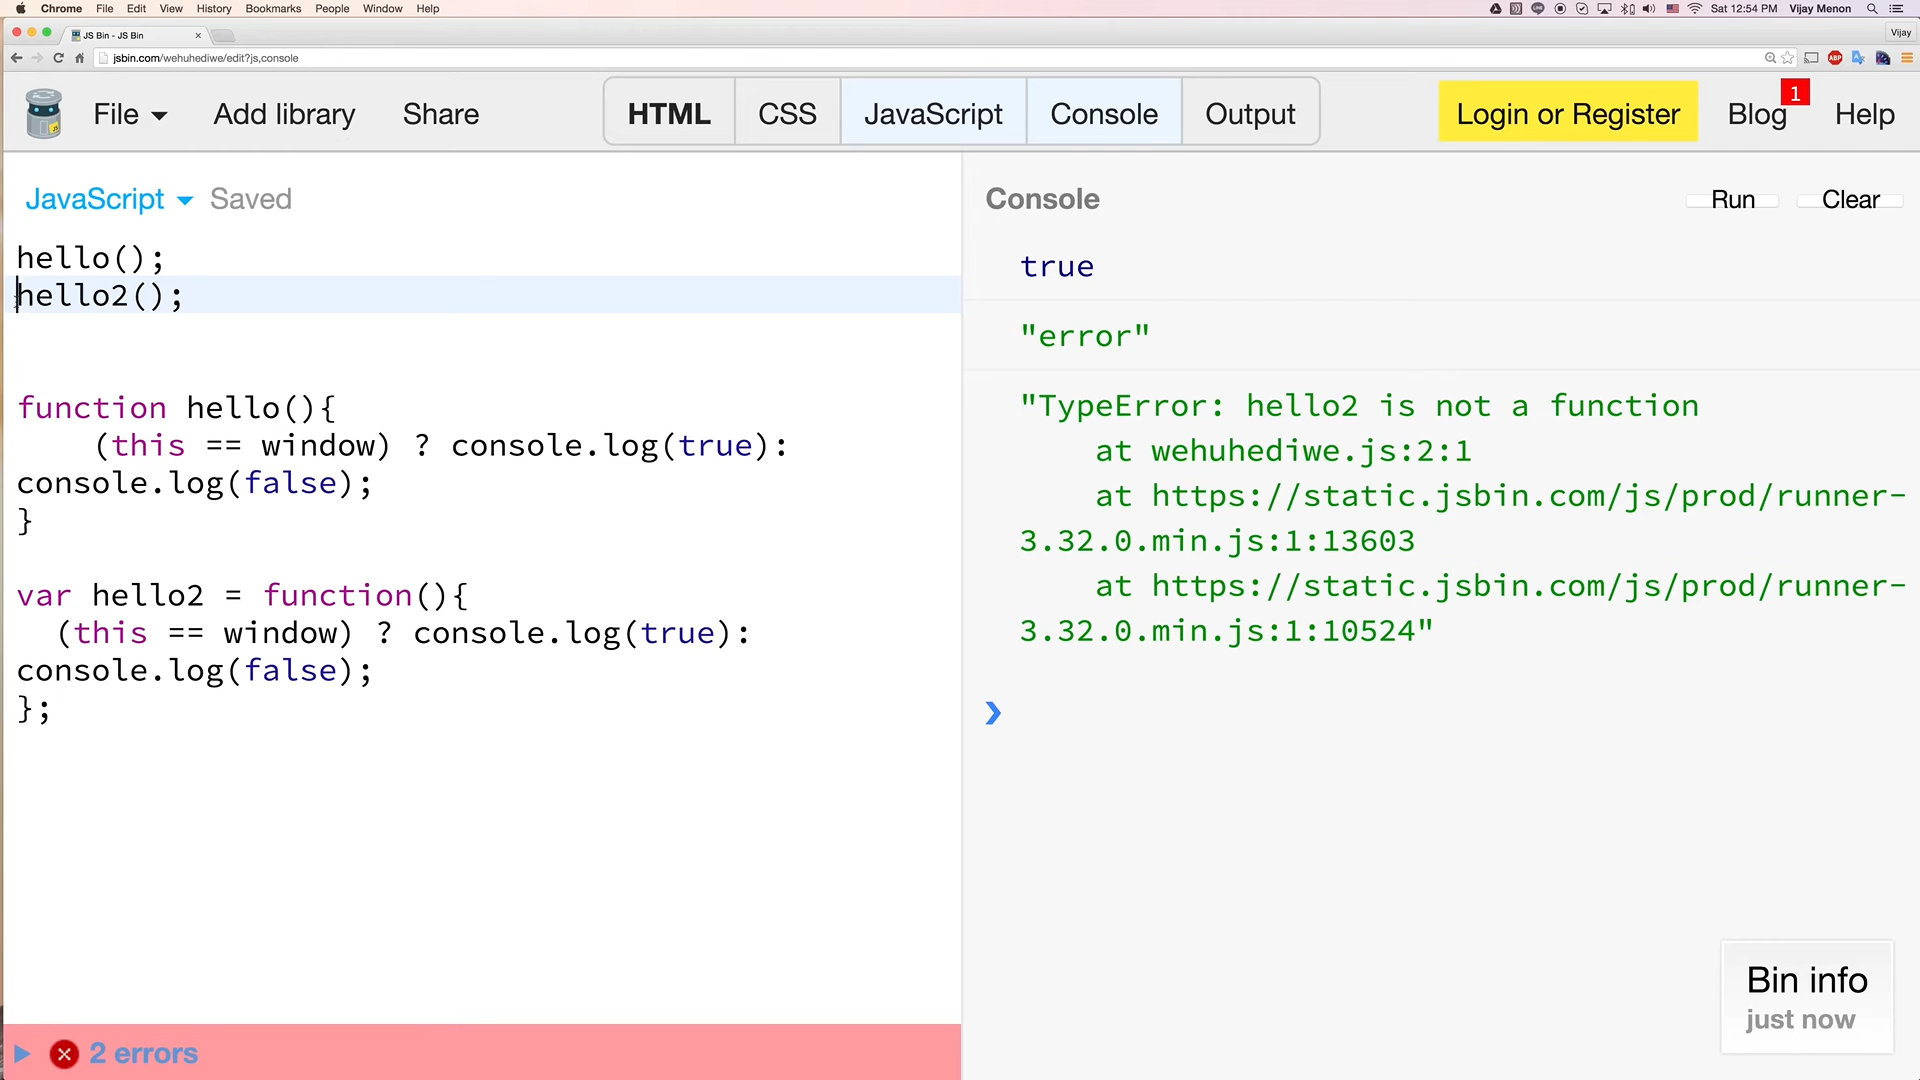 Chrome File Edit View History Bookmarks People Window Help
Sat 12:54 PM Vijay Menon
JS Bin - JS Bin
Vijay
jsbin.com/wehuhediwe/edit?js,console
ABP
File Add library Share HTML CSS JavaScript Console Output Login or Register Blog 1 Help
JavaScript Saved
hello();
hello2();
function hello(){
(this == window) ? console.log(true):
console.log(false);
}
var hello2 = function(){
(this == window) ? console.log(true):
console.log(false);
};
2 errors
Console Run Clear
true
"error"
"TypeError: hello2 is not a function
at wehuhediwe.js:2:1
at https://static.jsbin.com/js/prod/runner-
3.32.0.min.js:1:13603
at https://static.jsbin.com/js/prod/runner-
3.32.0.min.js:1:10524"
Bin info
just now